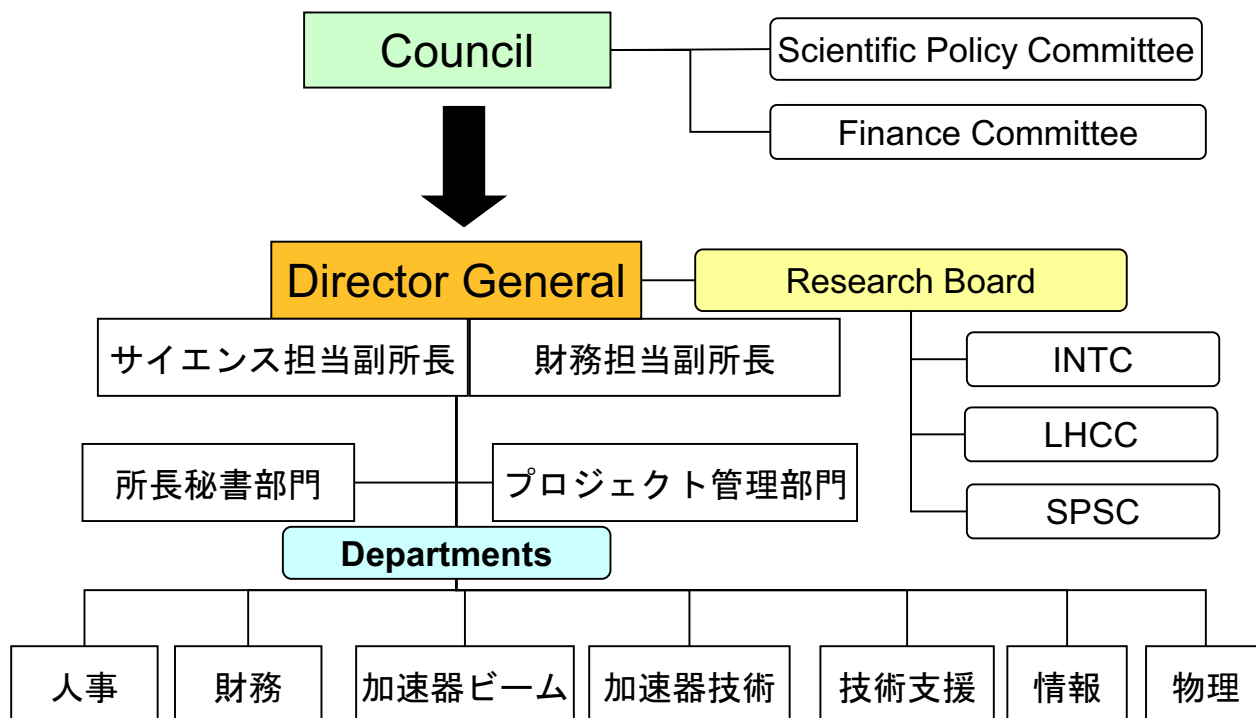 Council
Scientific Policy Committee
Finance Committee
Director General
Research Board
サイエンス担当副所長
財務担当副所長
INTC
LHCC
所長秘書部門
プロジェクト管理部門
SPSC
Departments
人事
財務
加速器ビーム
加速器技術
技術支援
情報
物理